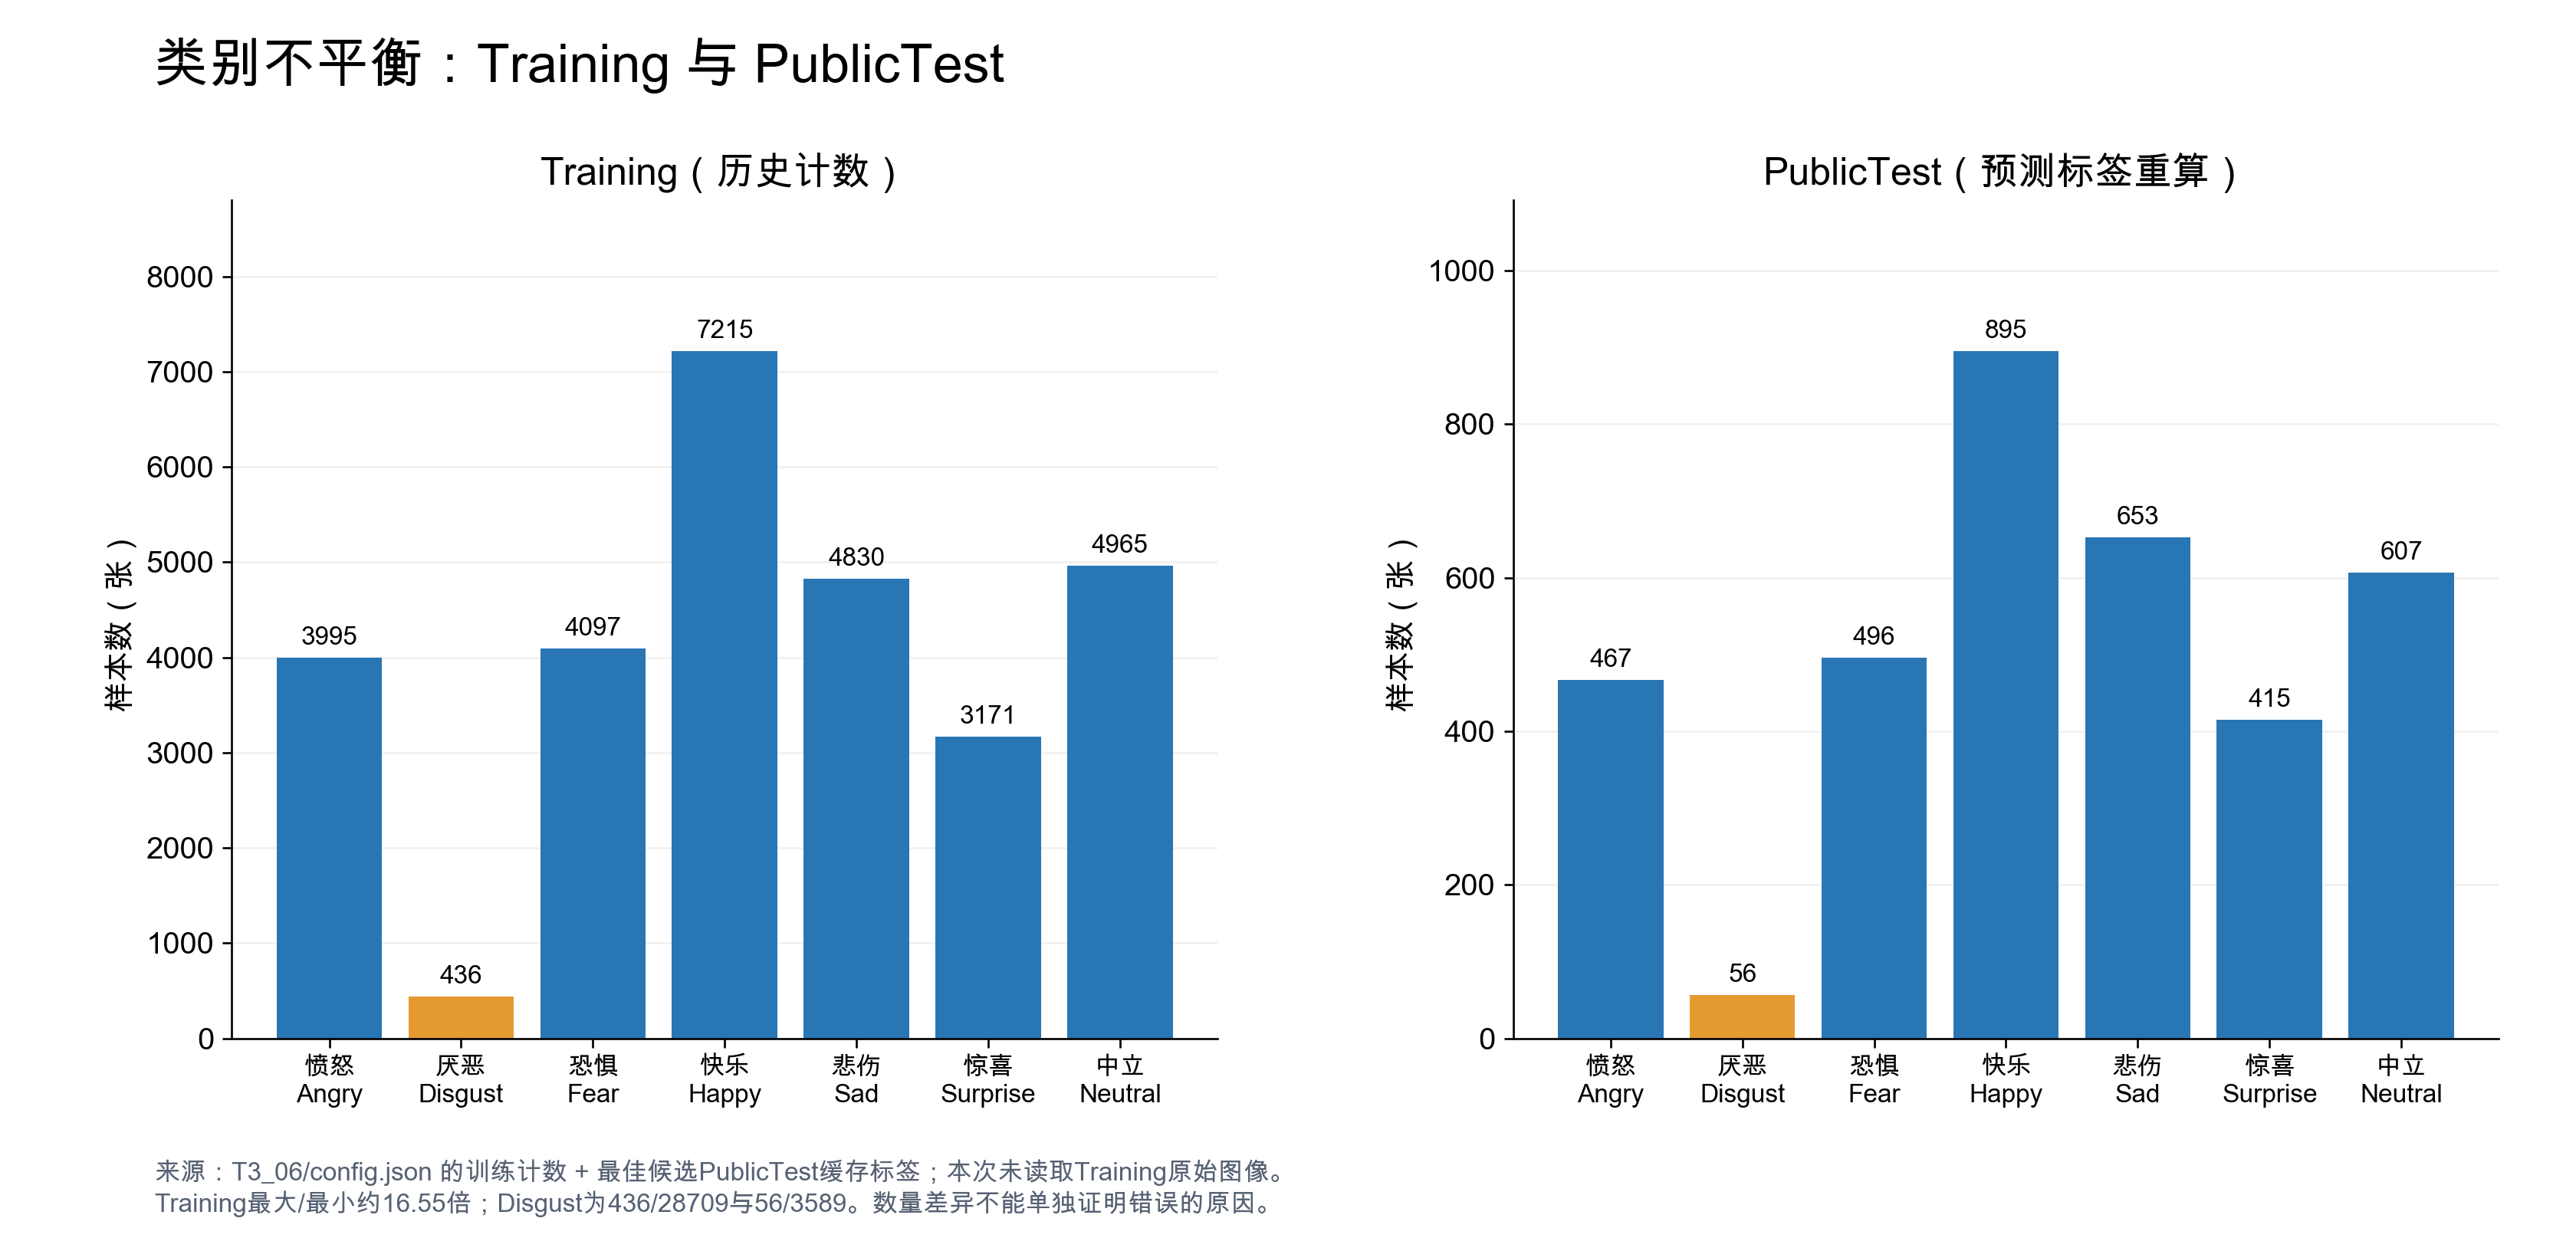 类别不平衡：Training 与 PublicTest
Training（历史计数）
样本数（张）
8000
7000
6000
5000
4000
3000
2000
1000
0
3995
436
4097
7215
4830
3171
4965
愤怒 厌恶 恐惧 快乐 悲伤 惊喜 中立
Angry Disgust Fear Happy Sad Surprise Neutral
PublicTest（预测标签重算）
样本数（张）
1000
800
600
400
200
0
467
56
496
895
653
415
607
愤怒 厌恶 恐惧 快乐 悲伤 惊喜 中立
Angry Disgust Fear Happy Sad Surprise Neutral
来源：T3_06/config.json 的训练计数 + 最佳候选PublicTest缓存标签；本次未读取Training原始图像。
Training最大/最小约16.55倍；Disgust为436/28709与56/3589。数量差异不能单独证明错误的原因。